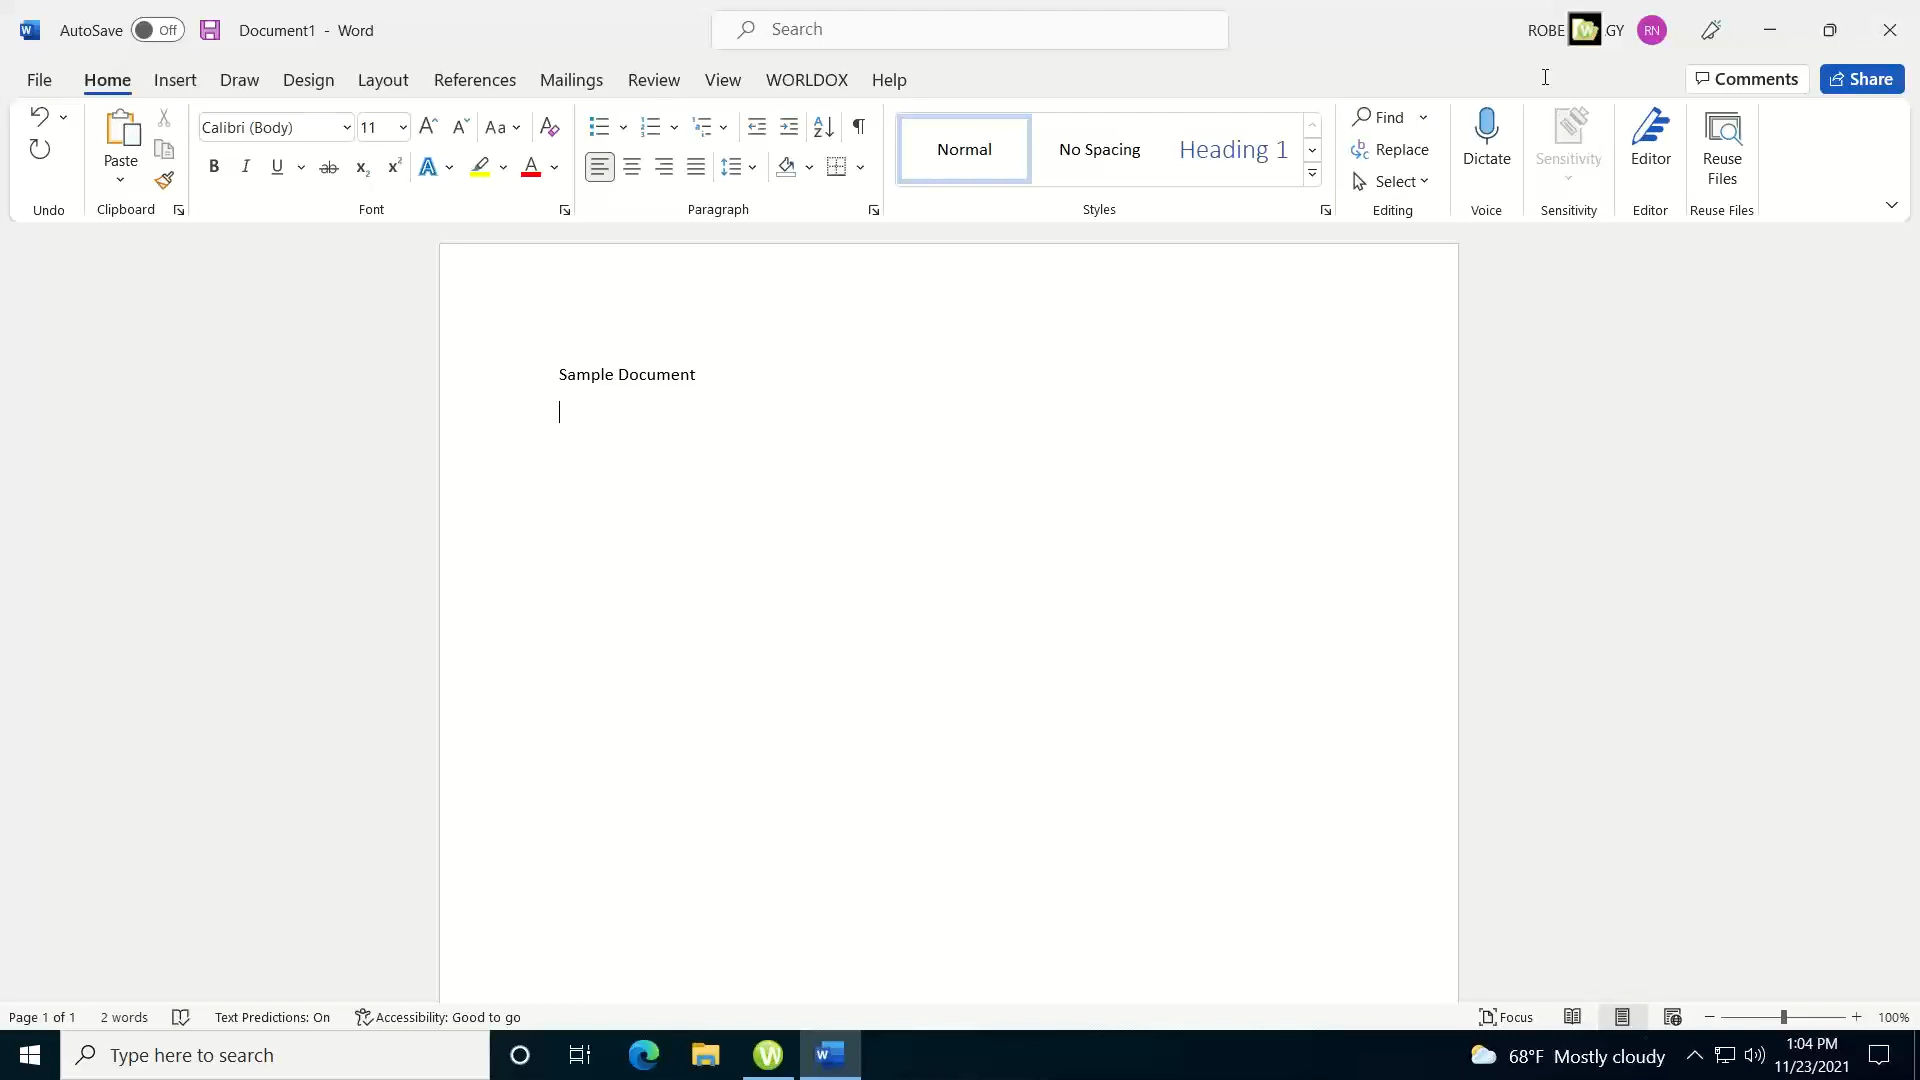 AutoSave Off Document1 - Word Search ROBE GY RN
File Home Insert Draw Design Layout References Mailings Review View WORLDOX Help Comments Share
Calibri (Body) 11 Aa Find
Paste Normal No Spacing Heading 1 Replace Dictate Sensitivity Editor Reuse Files
B I U ab x₂ x² A A Select
Undo Clipboard Font Paragraph Styles Editing Voice Sensitivity Editor Reuse Files
Sample Document
Page 1 of 1 2 words Text Predictions: On Accessibility: Good to go Focus 100%
Type here to search 68°F Mostly cloudy 1:04 PM
11/23/2021